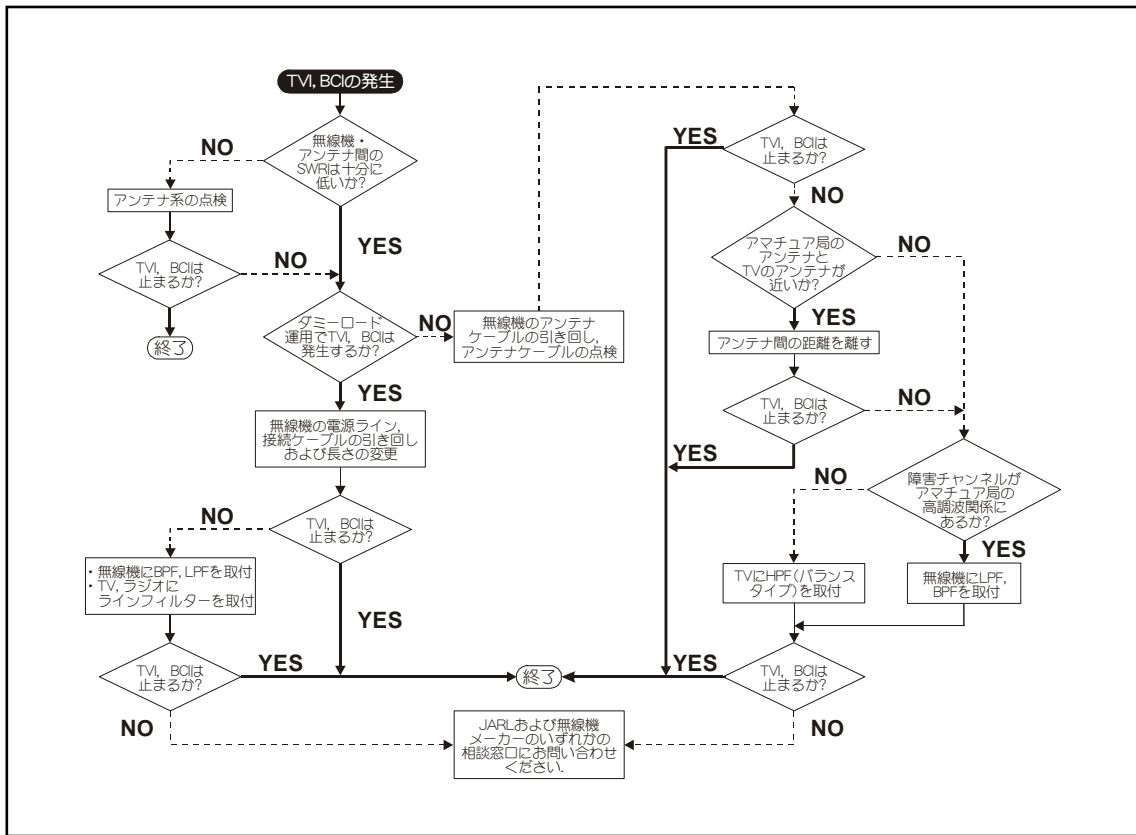 TVI, BCIの発生
無線機・
アンテナ間の
SWRは十分に
低いか?
NO
アンテナ系の点検
YES
TVI, BCIは
止まるか?
NO
終了
ダミーロード
運用でTVI, BCIは
発生するか?
NO
無線機のアンテナ
ケーブルの引き回し,
アンテナケーブルの点検
YES
無線機の電源ライン,
接続ケーブルの引き回し
および長さの変更
TVI, BCIは
止まるか?
NO
・無線機にBPF, LPFを取付
・TV, ラジオに
ラインフィルターを取付
YES
TVI, BCIは
止まるか?
YES
NO
終了
JARLおよび無線機
メーカーのいずれかの
相談窓口にお問い合わせ
ください.
TVI, BCIは
止まるか?
YES
NO
アマチュア局の
アンテナと
TVのアンテナが
近いか?
NO
YES
アンテナ間の距離を離す
TVI, BCIは
止まるか?
NO
YES
障害チャンネルが
アマチュア局の
高調波関係に
あるか?
NO
YES
TVにHPF(バランス
タイプ)を取付
無線機にLPF,
BPFを取付
TVI, BCIは
止まるか?
YES
NO